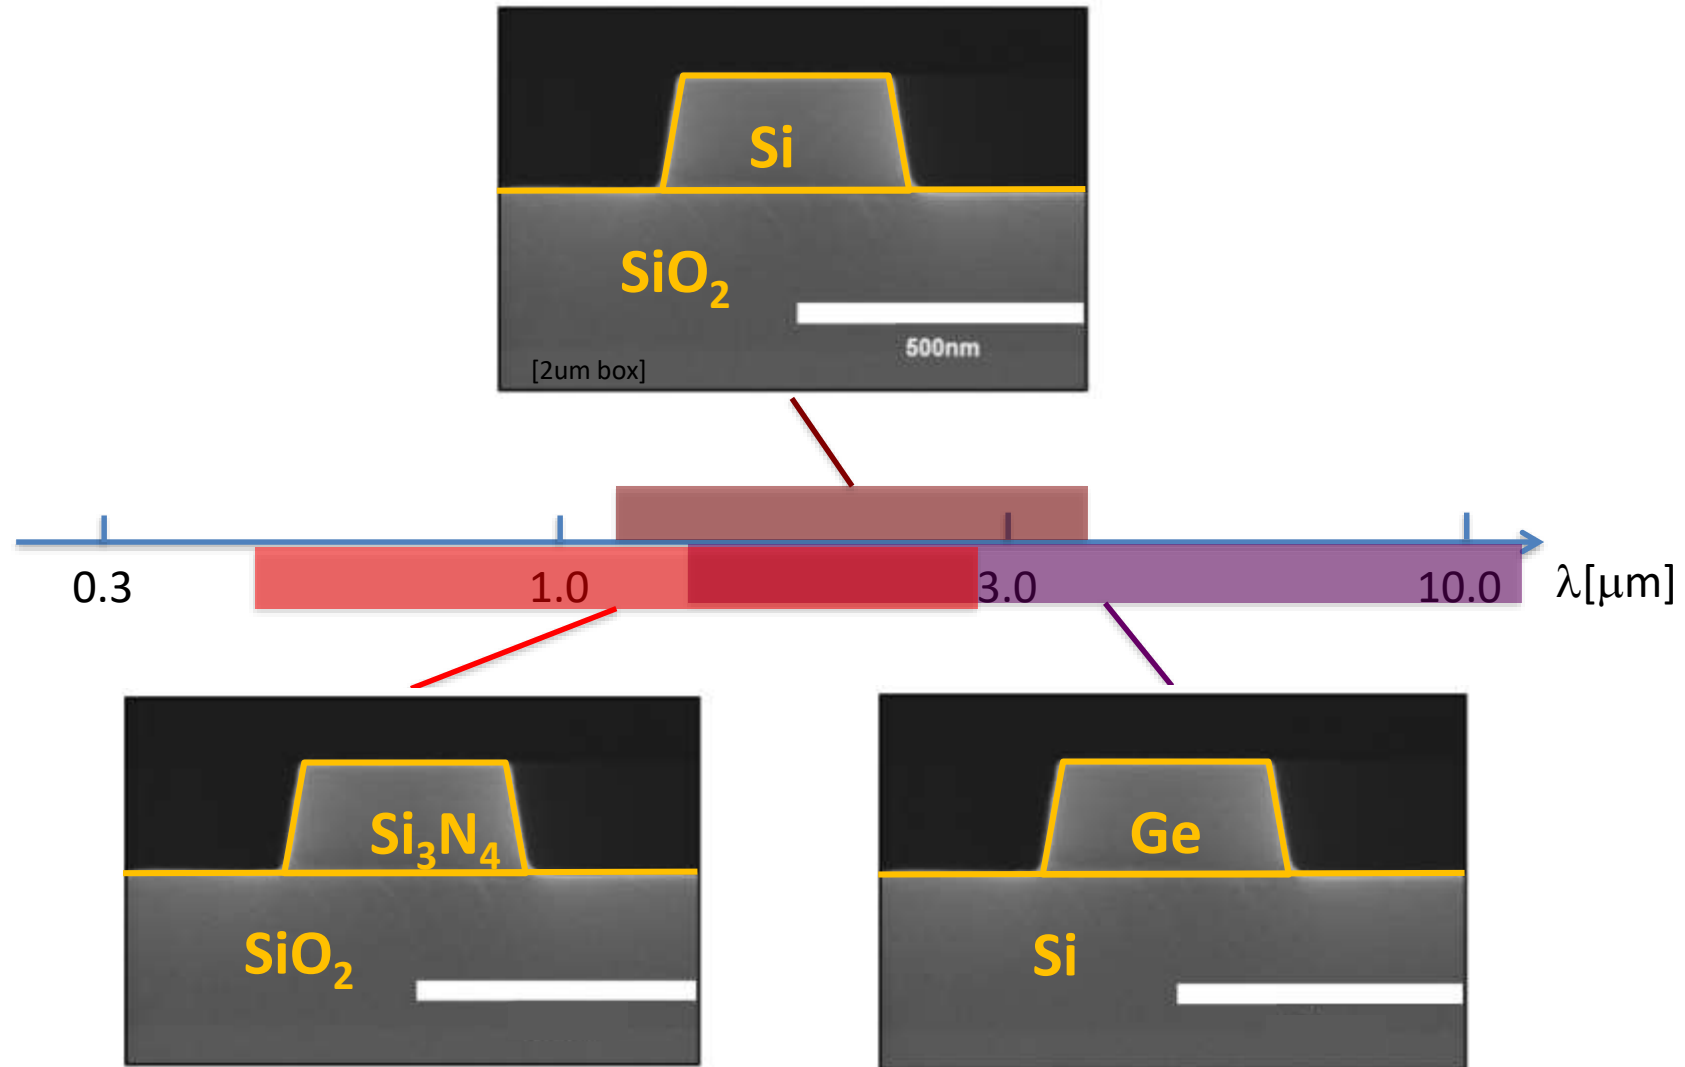 Si
SiO₂
500nm
[2um box]
0.3
1.0
3.0
10.0
λ[μm]
Si₃N₄
SiO₂
Ge
Si